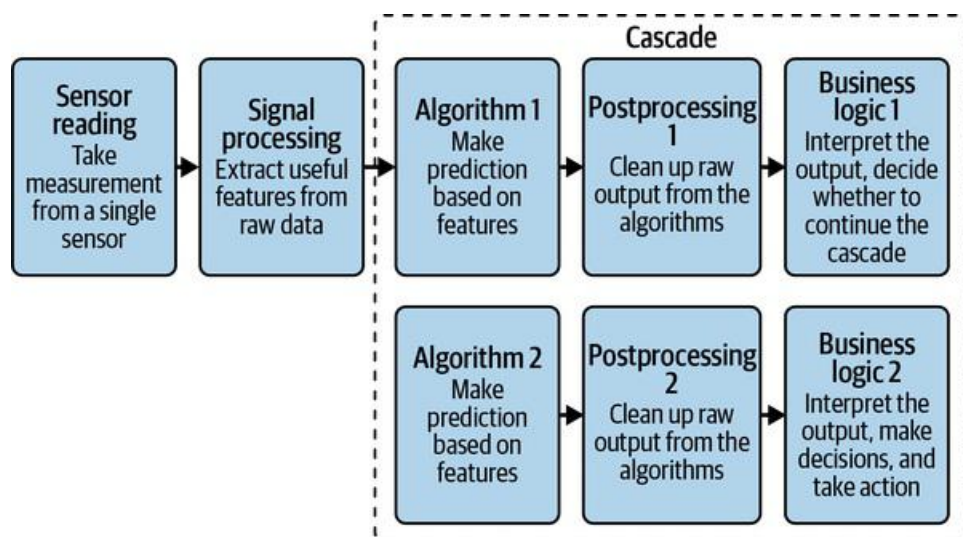 Cascade
Sensor
reading
Take
measurement
from a single
sensor
Signal
processing
Extract useful
features from
raw data
Algorithm 1
Make
prediction
based on
features
Postprocessing
1
Clean up raw
output from the
algorithms
Business
logic 1
Interpret the
output, decide
whether to
continue the
cascade
Algorithm 2
Make
prediction
based on
features
Postprocessing
2
Clean up raw
output from the
algorithms
Business
logic 2
Interpret the
output, make
decisions, and
take action